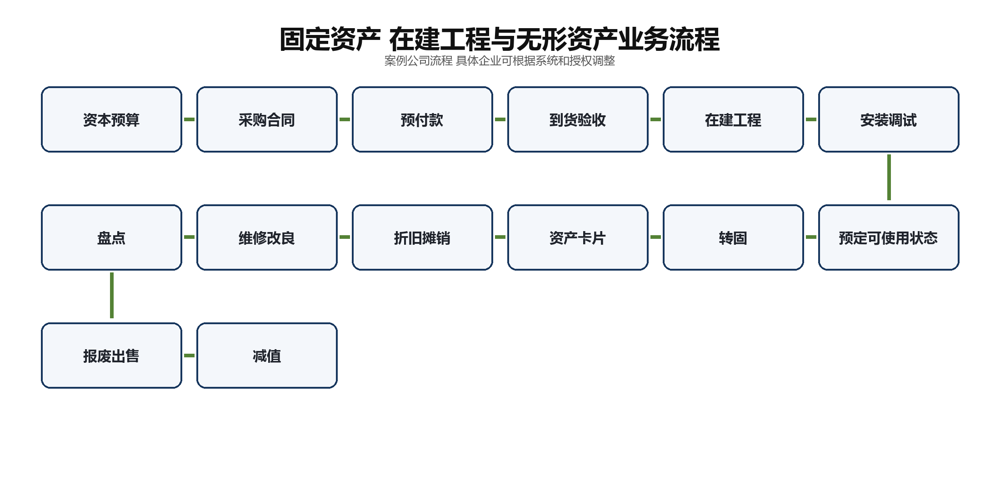 固定资产 在建工程与无形资产业务流程
案例公司流程 具体企业可根据系统和授权调整
资本预算
采购合同
预付款
到货验收
在建工程
安装调试
预定可使用状态
转固
资产卡片
折旧摊销
维修改良
盘点
报废出售
减值